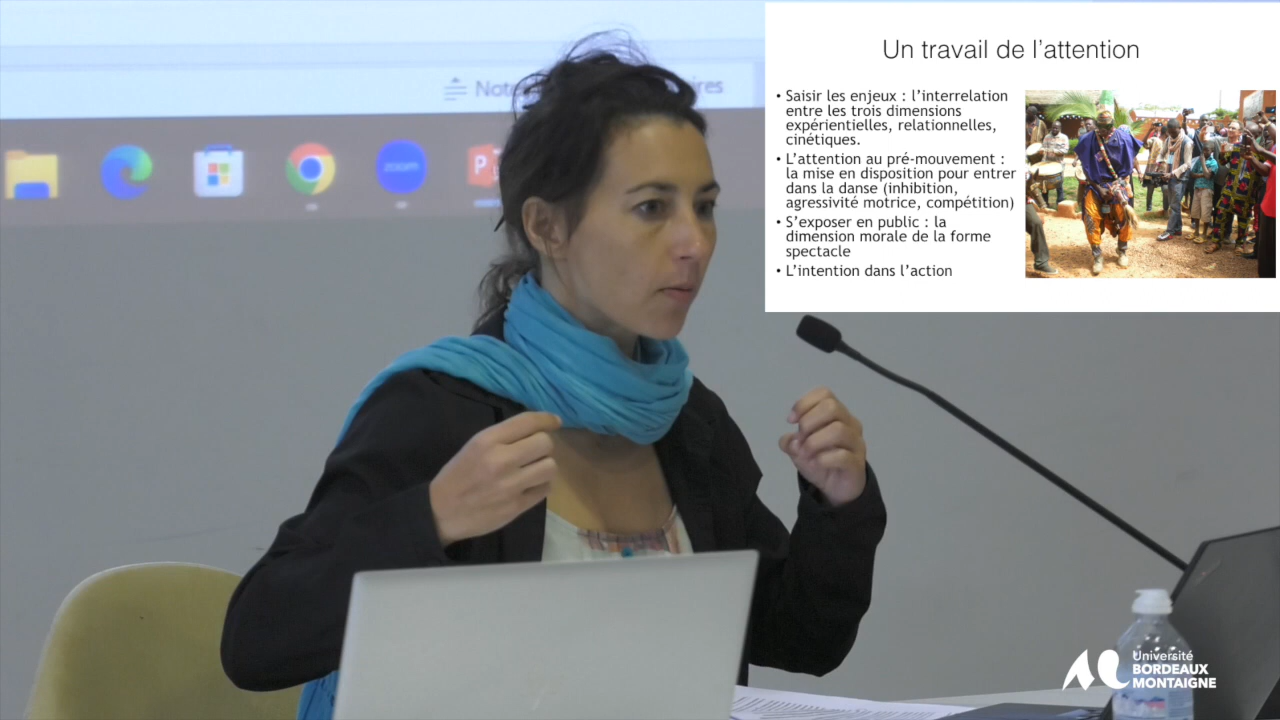 Un travail de l’attention
• Saisir les enjeux : l’interrelation
entre les trois dimensions
expérientielles, relationnelles,
cinétiques.
• L’attention au pré-mouvement :
la mise en disposition pour entrer
dans la danse (inhibition,
agressivité motrice, compétition)
• S’exposer en public : la
dimension morale de la forme
spectacle
• L’intention dans l’action
zoom
P
Université
BORDEAUX
MONTAIGNE